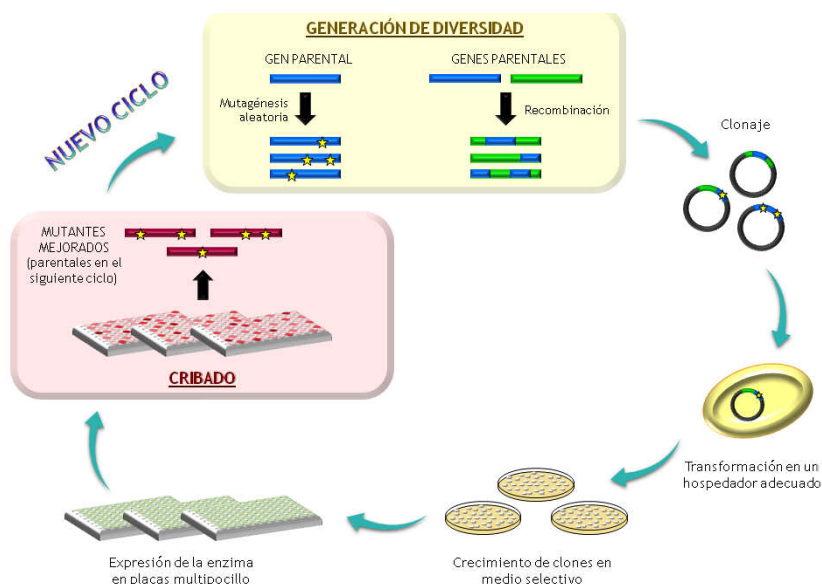 GENERACIÓN DE DIVERSIDAD
GEN PARENTAL
GENES PARENTALES
Mutagénesis
aleatoria
Recombinación
NUEVO CICLO
Clonaje
MUTANTES
MEJORADOS
(parentales en el
siguiente ciclo)
CRIBADO
Transformación en un
hospedador adecuado
Crecimiento de clones en
medio selectivo
Expresión de la enzima
en placas multipocillo